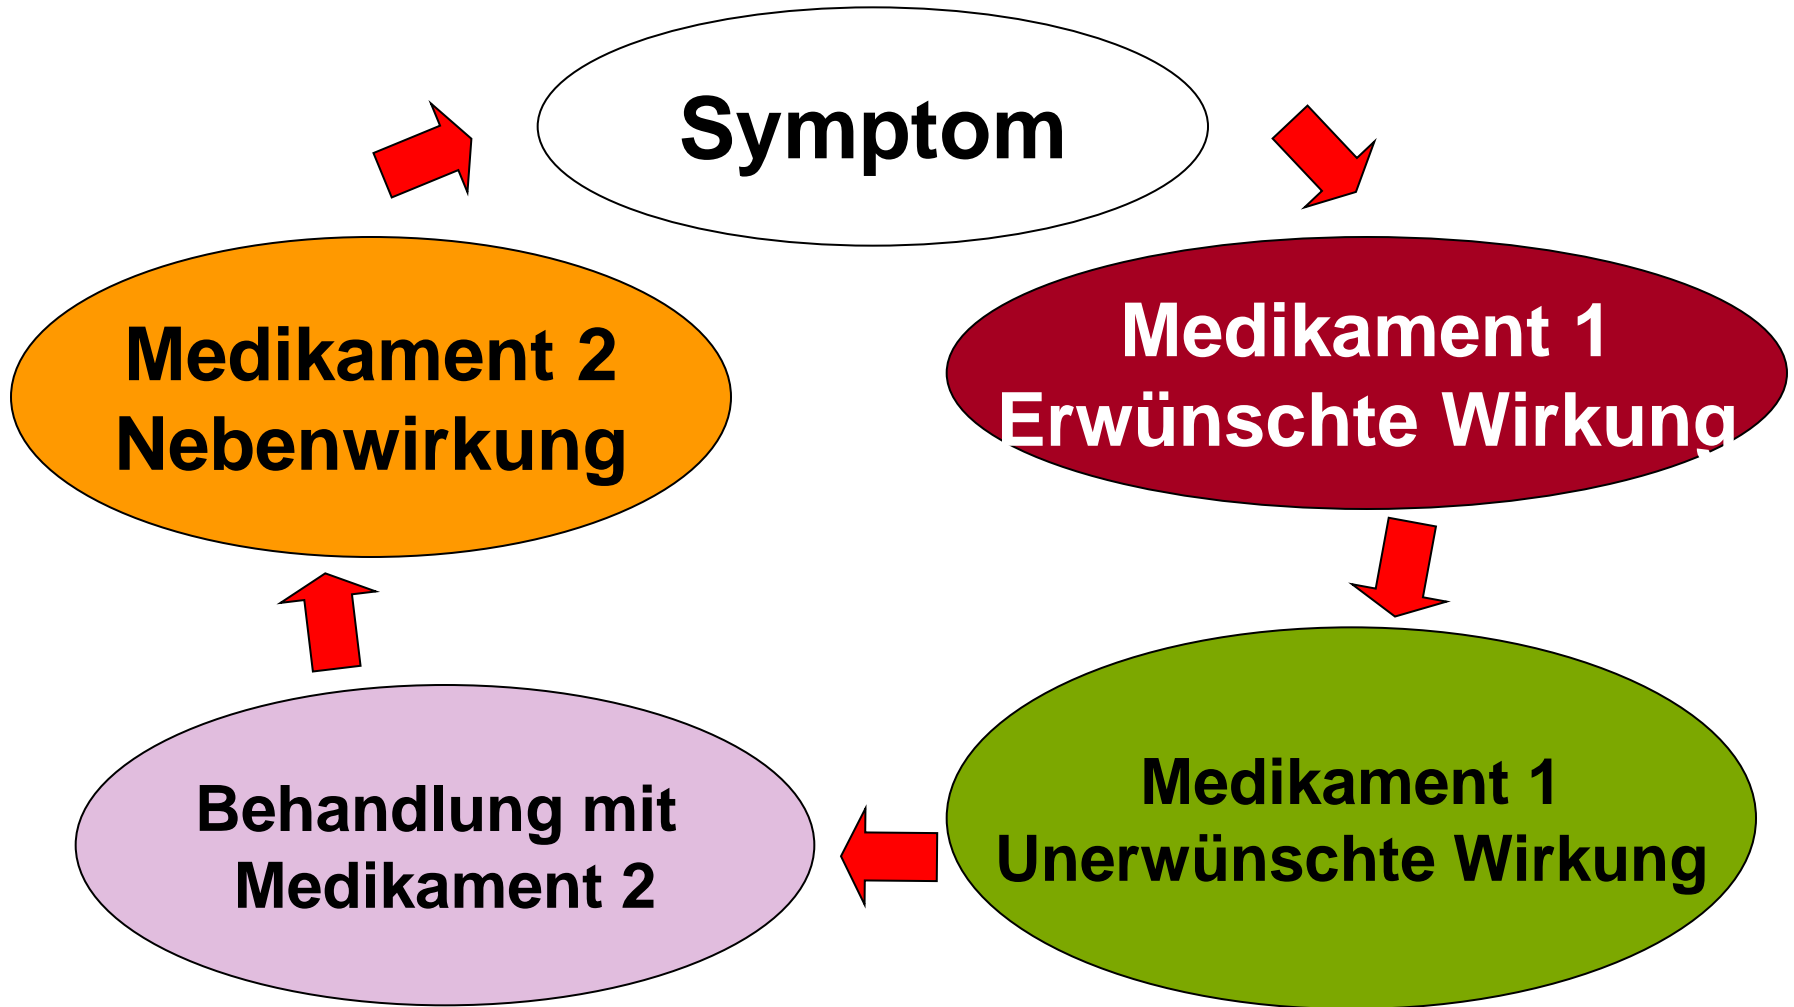 Symptom
Medikament 1
Erwünschte Wirkung
Medikament 1
Unerwünschte Wirkung
Behandlung mit
Medikament 2
Medikament 2
Nebenwirkung